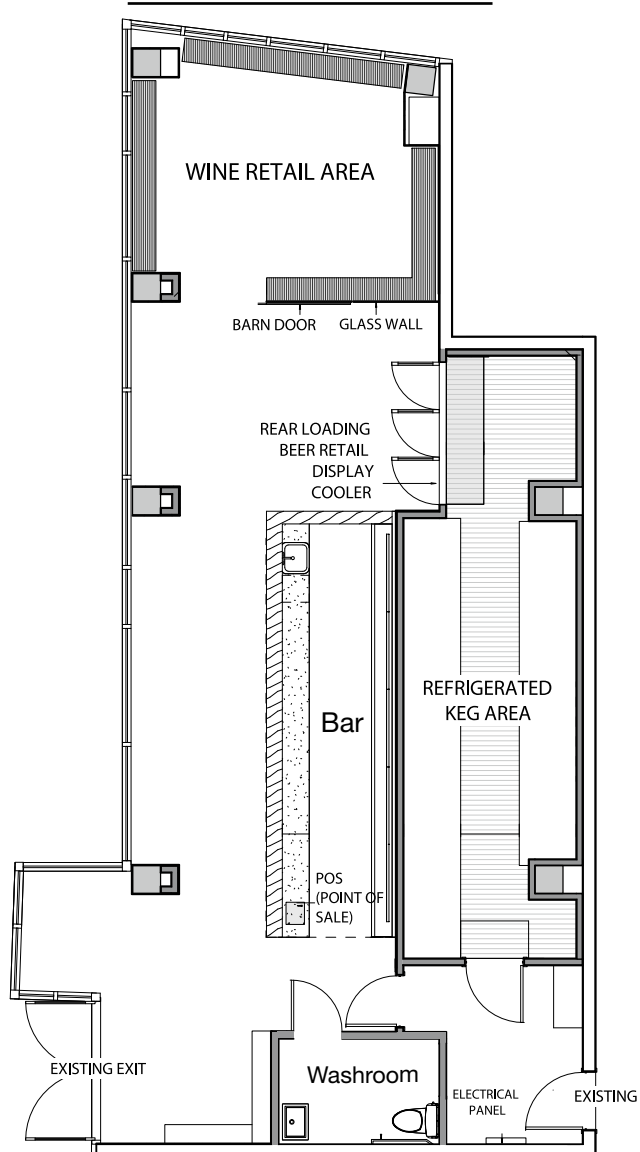 WINE RETAIL AREA
BARN DOOR
GLASS WALL
REAR LOADING
BEER RETAIL
DISPLAY
COOLER
REFRIGERATED
KEG AREA
Bar
POS
(POINT OF
SALE)
EXISTING EXIT
Washroom
ELECTRICAL
PANEL
EXISTING